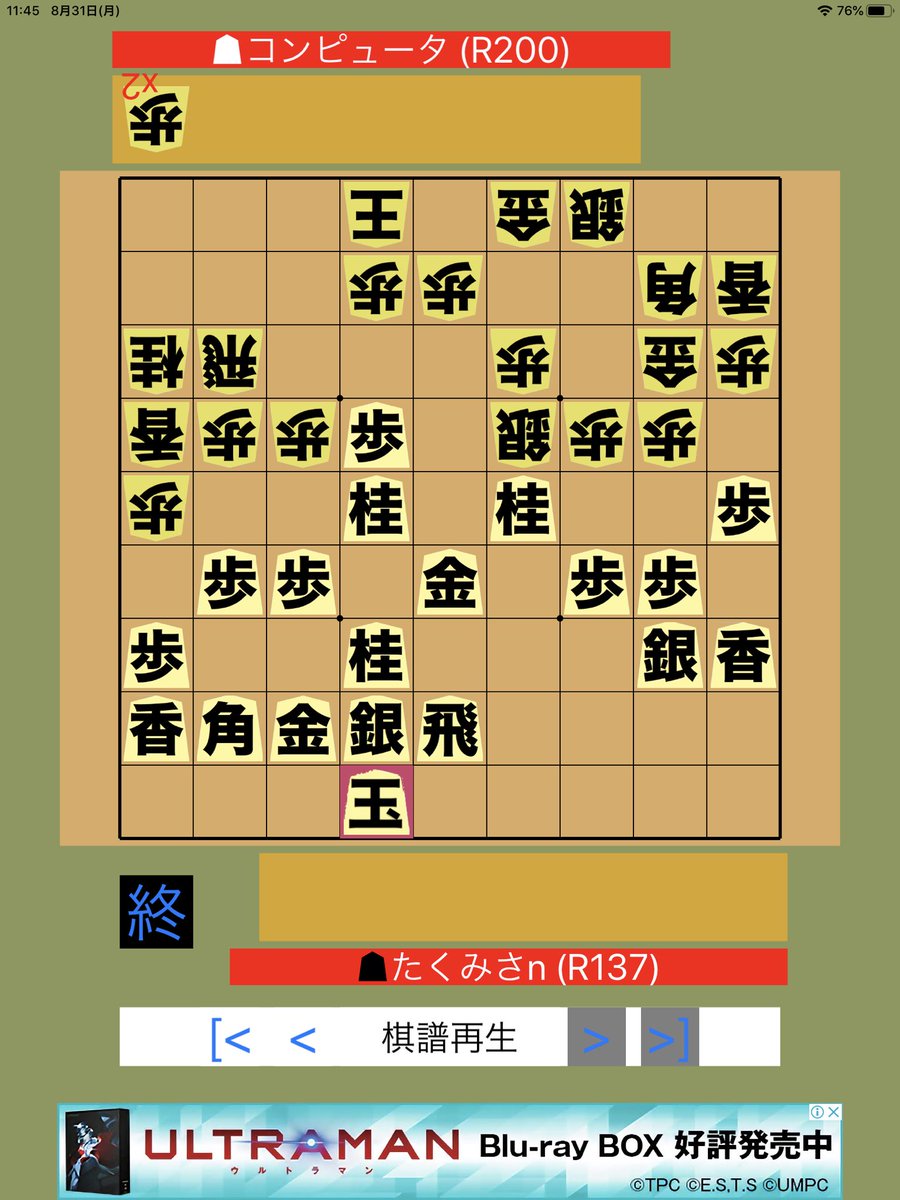 11:45 8月31日(月) 76%
コンピュータ (R200)
x2
歩
王 金 銀
歩 歩 角 香
桂 飛 歩 金 歩
香 歩 歩 歩 銀 歩 歩
歩 桂 桂 歩
歩 歩 金 歩 歩
歩 桂 銀 香
香 角 金 銀 飛
玉
終
たくみさn (R137)
[< < 棋譜再生 > >]
ULTRAMAN Blu-ray BOX 好評発売中
ウルトラマン
©TPC ©E.S.T.S ©UMPC